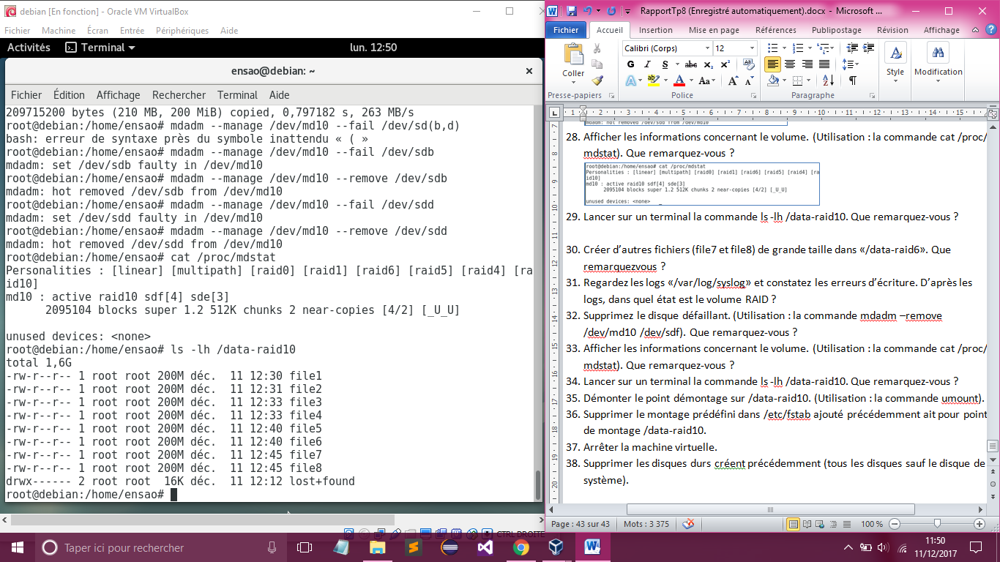 debian [En fonction] - Oracle VM VirtualBox
Fichier Machine Écran Entrée Périphériques Aide
Activités Terminal lun. 12:50
ensao@debian: ~
Fichier Édition Affichage Rechercher Terminal Aide
209715200 bytes (210 MB, 200 MiB) copied, 0,797182 s, 263 MB/s
root@debian:/home/ensao# mdadm --manage /dev/md10 --fail /dev/sd(b,d)
bash: erreur de syntaxe près du symbole inattendu « ( »
root@debian:/home/ensao# mdadm --manage /dev/md10 --fail /dev/sdb
mdadm: set /dev/sdb faulty in /dev/md10
root@debian:/home/ensao# mdadm --manage /dev/md10 --remove /dev/sdb
mdadm: hot removed /dev/sdb from /dev/md10
root@debian:/home/ensao# mdadm --manage /dev/md10 --fail /dev/sdd
mdadm: set /dev/sdd faulty in /dev/md10
root@debian:/home/ensao# mdadm --manage /dev/md10 --remove /dev/sdd
mdadm: hot removed /dev/sdd from /dev/md10
root@debian:/home/ensao# cat /proc/mdstat
Personalities : [linear] [multipath] [raid0] [raid1] [raid6] [raid5] [raid4] [ra
id10]
md10 : active raid10 sdf[4] sde[3]
2095104 blocks super 1.2 512K chunks 2 near-copies [4/2] [_U_U]
unused devices: <none>
root@debian:/home/ensao# ls -lh /data-raid10
total 1,6G
-rw-r--r-- 1 root root 200M déc. 11 12:30 file1
-rw-r--r-- 1 root root 200M déc. 11 12:31 file2
-rw-r--r-- 1 root root 200M déc. 11 12:33 file3
-rw-r--r-- 1 root root 200M déc. 11 12:33 file4
-rw-r--r-- 1 root root 200M déc. 11 12:40 file5
-rw-r--r-- 1 root root 200M déc. 11 12:40 file6
-rw-r--r-- 1 root root 200M déc. 11 12:45 file7
-rw-r--r-- 1 root root 200M déc. 11 12:45 file8
drwx------ 2 root root 16K déc. 11 12:12 lost+found
root@debian:/home/ensao#
CTRL DROITE
RapportTp8 (Enregistré automatiquement).docx - Microsoft ...
Fichier Accueil Insertion Mise en page Références Publipostage Révision Affichage
Calibri (Corps) 12
G I S abc x₂ x²
Coller Style Modification
Presse-papiers Police Paragraphe
1 1 2 3 4 5 6 7 8 9 10 11 12 13 14 15
mdadm: hot removed /dev/sdd from /dev/md10
28. Afficher les informations concernant le volume. (Utilisation : la commande cat /proc/
mdstat). Que remarquez-vous ?
root@debian:/home/ensao# cat /proc/mdstat
Personalities : [linear] [multipath] [raid0] [raid1] [raid6] [raid5] [raid4] [ra
id10]
md10 : active raid10 sdf[4] sde[3]
2095104 blocks super 1.2 512K chunks 2 near-copies [4/2] [_U_U]
unused devices: <none>
29. Lancer sur un terminal la commande ls -lh /data-raid10. Que remarquez-vous ?
30. Créer d’autres fichiers (file7 et file8) de grande taille dans «/data-raid6». Que
remarquezvous ?
31. Regardez les logs «/var/log/syslog» et constatez les erreurs d’écriture. D’après les
logs, dans quel état est le volume RAID ?
32. Supprimez le disque défaillant. (Utilisation : la commande mdadm –remove
/dev/md10 /dev/sdf). Que remarquez-vous ?
33. Afficher les informations concernant le volume. (Utilisation : la commande cat /proc/
mdstat). Que remarquez-vous ?
34. Lancer sur un terminal la commande ls -lh /data-raid10. Que remarquez-vous ?
35. Démonter le point démontage sur /data-raid10. (Utilisation : la commande umount).
36. Supprimer le montage prédéfini dans /etc/fstab ajouté précédemment ait pour point
de montage /data-raid10.
37. Arrêter la machine virtuelle.
38. Supprimer les disques durs créent précédemment (tous les disques sauf le disque de
système).
Page : 43 sur 43 Mots : 3 375 100 %
Taper ici pour rechercher
11:50
11/12/2017